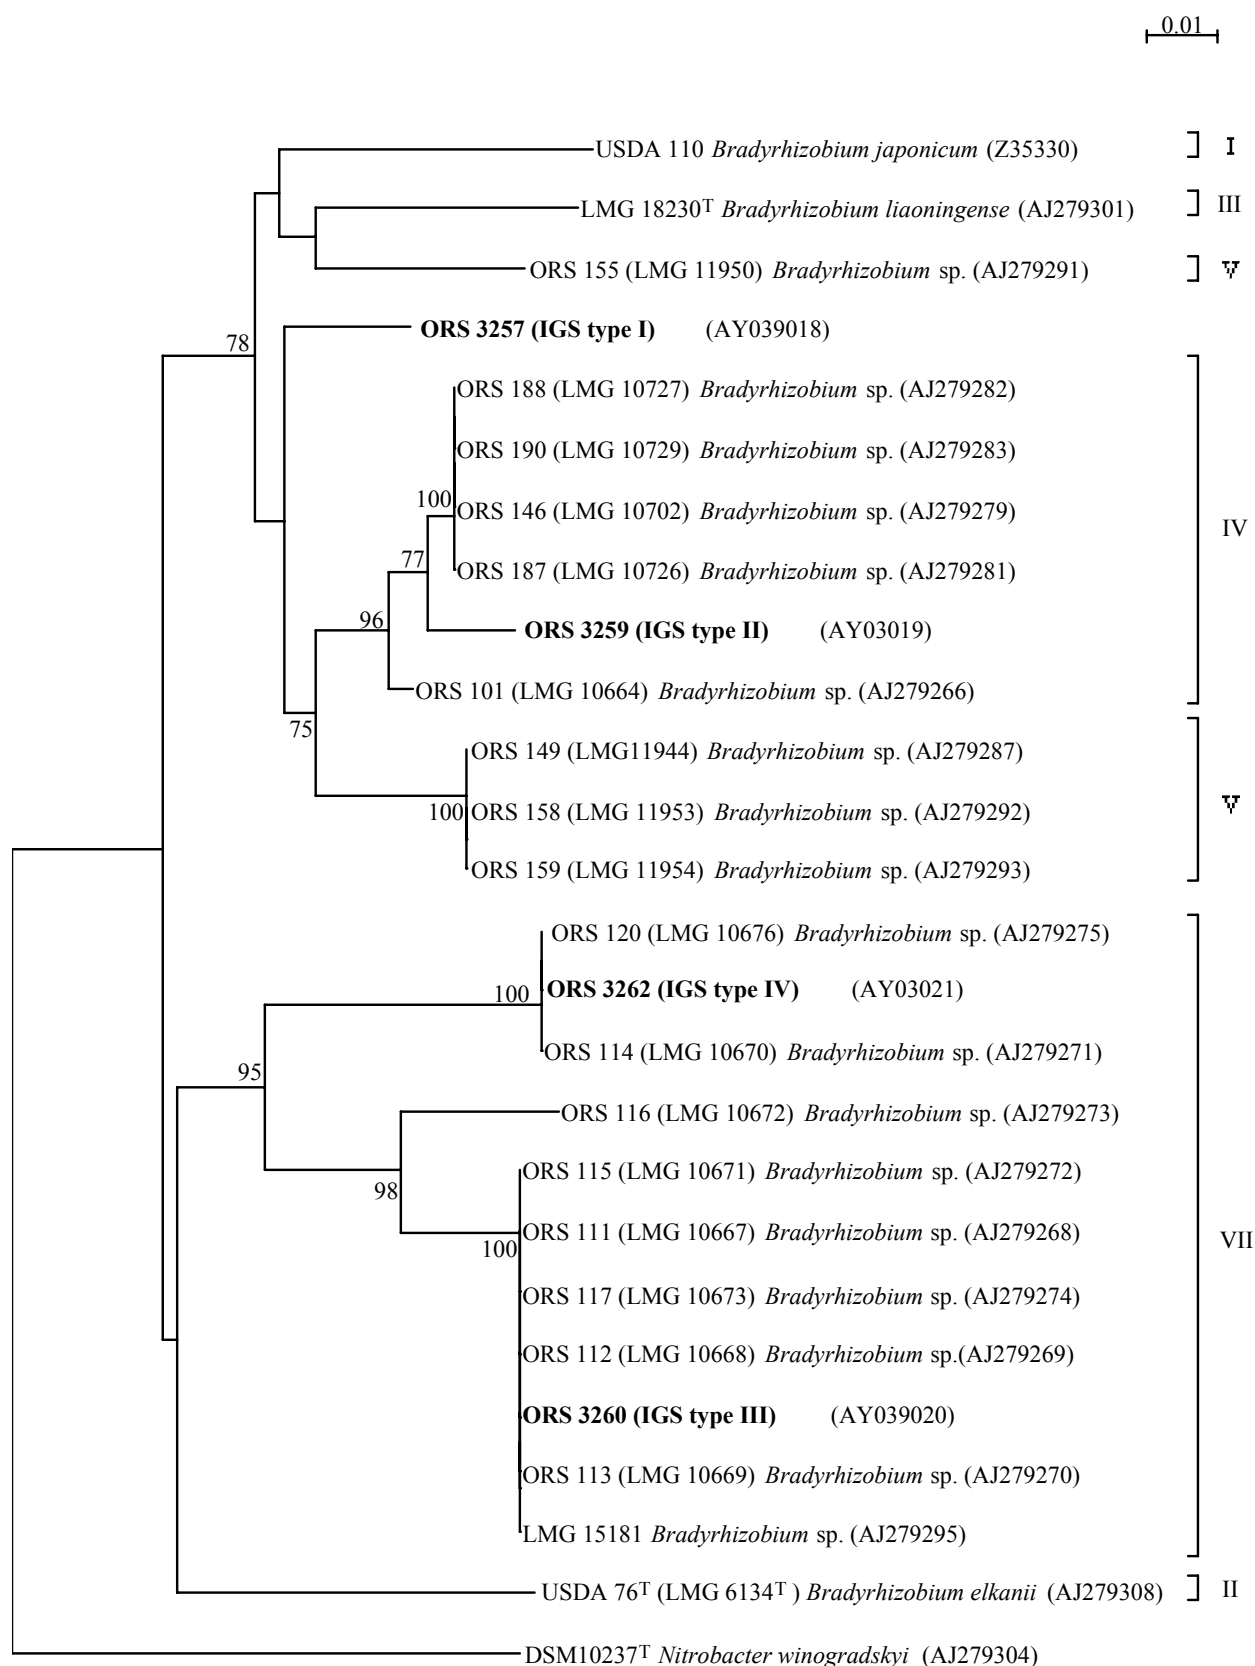 0.01
USDA 110 Bradyrhizobium japonicum (Z35330) I
LMG 18230T Bradyrhizobium liaoningense (AJ279301) III
ORS 155 (LMG 11950) Bradyrhizobium sp. (AJ279291) V
ORS 3257 (IGS type I) (AY039018)
78
ORS 188 (LMG 10727) Bradyrhizobium sp. (AJ279282)
ORS 190 (LMG 10729) Bradyrhizobium sp. (AJ279283)
100
ORS 146 (LMG 10702) Bradyrhizobium sp. (AJ279279)
IV
77
ORS 187 (LMG 10726) Bradyrhizobium sp. (AJ279281)
96
ORS 3259 (IGS type II) (AY03019)
ORS 101 (LMG 10664) Bradyrhizobium sp. (AJ279266)
75
ORS 149 (LMG11944) Bradyrhizobium sp. (AJ279287)
100
ORS 158 (LMG 11953) Bradyrhizobium sp. (AJ279292)
V
ORS 159 (LMG 11954) Bradyrhizobium sp. (AJ279293)
ORS 120 (LMG 10676) Bradyrhizobium sp. (AJ279275)
100
ORS 3262 (IGS type IV) (AY03021)
ORS 114 (LMG 10670) Bradyrhizobium sp. (AJ279271)
95
ORS 116 (LMG 10672) Bradyrhizobium sp. (AJ279273)
ORS 115 (LMG 10671) Bradyrhizobium sp. (AJ279272)
98
ORS 111 (LMG 10667) Bradyrhizobium sp. (AJ279268)
VII
100
ORS 117 (LMG 10673) Bradyrhizobium sp. (AJ279274)
ORS 112 (LMG 10668) Bradyrhizobium sp.(AJ279269)
ORS 3260 (IGS type III) (AY039020)
ORS 113 (LMG 10669) Bradyrhizobium sp. (AJ279270)
LMG 15181 Bradyrhizobium sp. (AJ279295)
USDA 76T (LMG 6134T ) Bradyrhizobium elkanii (AJ279308) II
DSM10237T Nitrobacter winogradskyi (AJ279304)